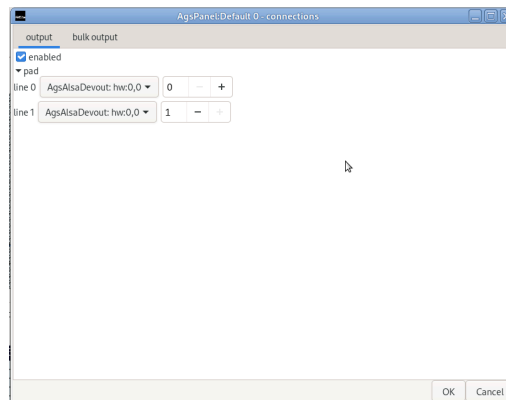 AgsPanel:Default 0 - connections
output bulk output
enabled
pad
line 0 AgsAlsaDevout: hw:0,0 0 − +
line 1 AgsAlsaDevout: hw:0,0 1 − +
OK Cancel